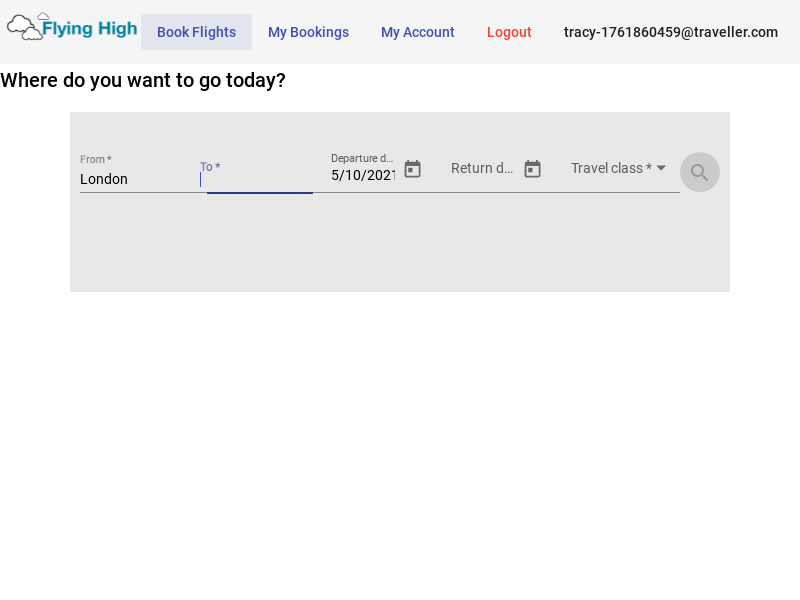 Flying High
Book Flights
My Bookings
My Account
Logout
tracy-1761860459@traveller.com
Where do you want to go today?
From *
London
To *
Departure d...
5/10/2021
Return d...
Travel class *